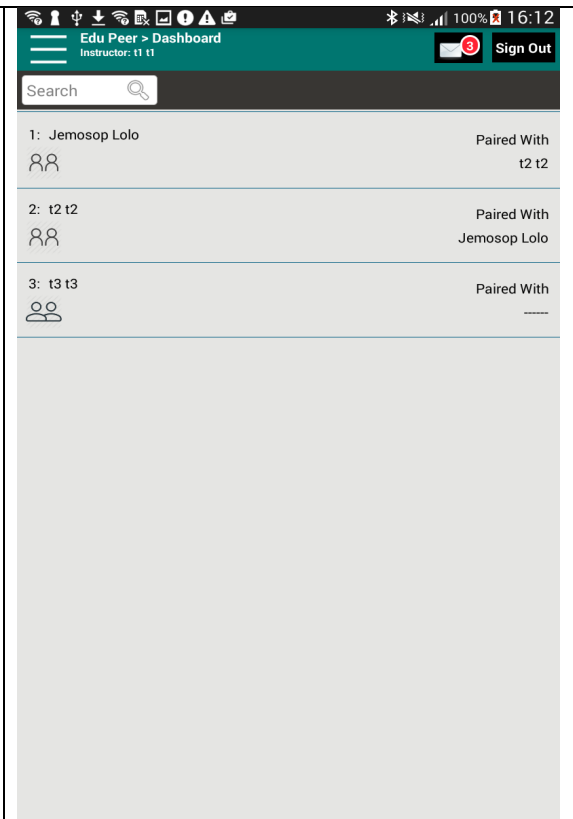 100% 16:12
Edu Peer > Dashboard
Instructor: t1 t1
3
Sign Out
Search
1: Jemosop Lolo
Paired With
t2 t2
2: t2 t2
Paired With
Jemosop Lolo
3: t3 t3
Paired With
------